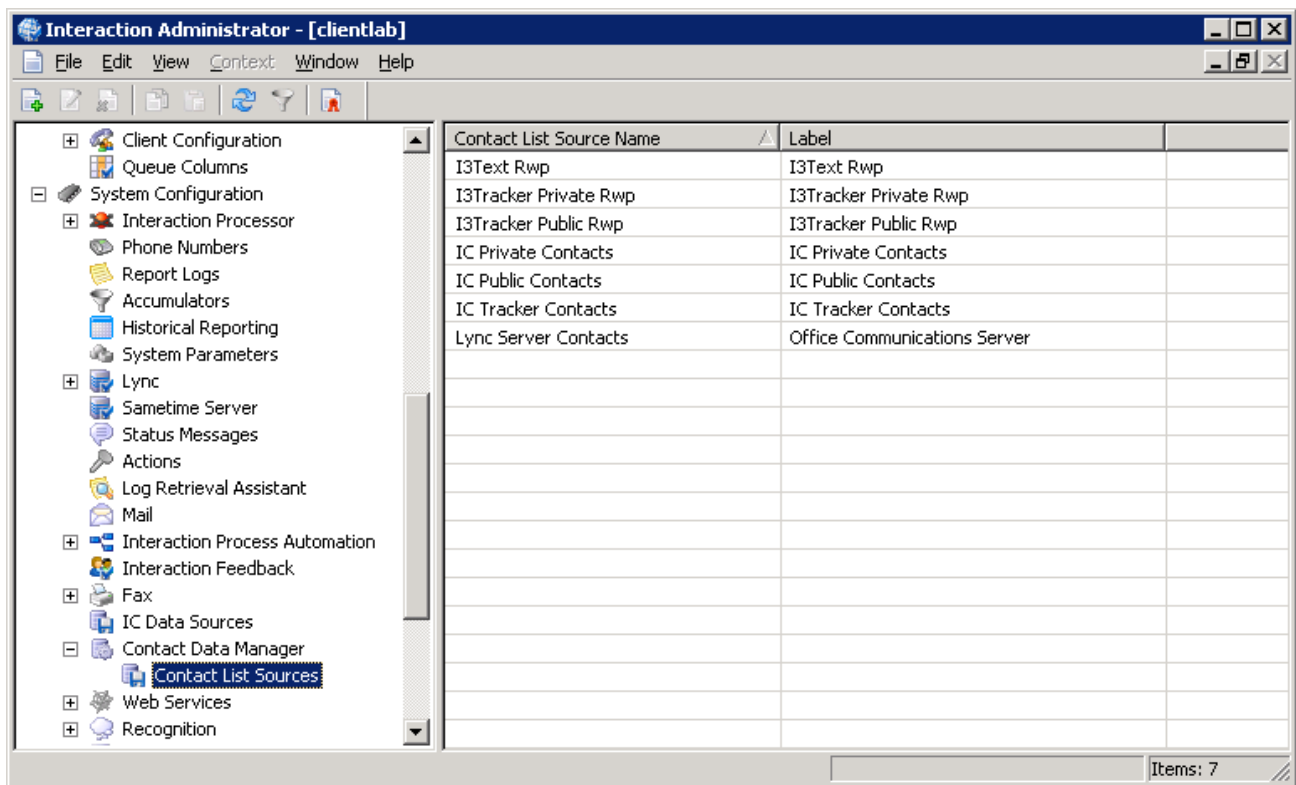 Interaction Administrator - [clientlab]
File Edit View Context Window Help
Client Configuration
Queue Columns
System Configuration
Interaction Processor
Phone Numbers
Report Logs
Accumulators
Historical Reporting
System Parameters
Lync
Sametime Server
Status Messages
Actions
Log Retrieval Assistant
Mail
Interaction Process Automation
Interaction Feedback
Fax
IC Data Sources
Contact Data Manager
Contact List Sources
Web Services
Recognition
Contact List Source Name Label
I3Text Rwp I3Text Rwp
I3Tracker Private Rwp I3Tracker Private Rwp
I3Tracker Public Rwp I3Tracker Public Rwp
IC Private Contacts IC Private Contacts
IC Public Contacts IC Public Contacts
IC Tracker Contacts IC Tracker Contacts
Lync Server Contacts Office Communications Server
Items: 7